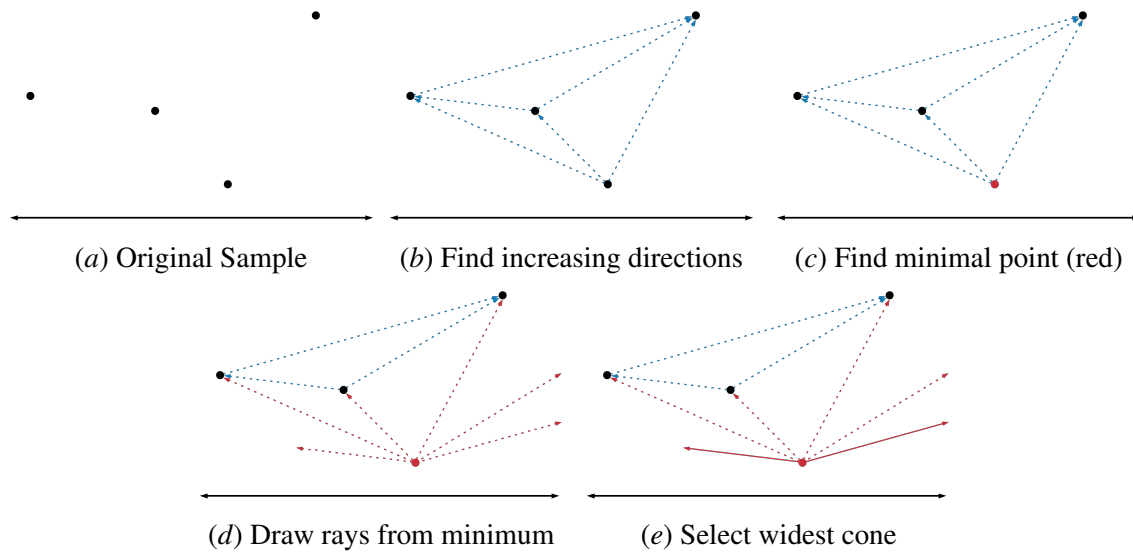 (a) Original Sample
(b) Find increasing directions
(c) Find minimal point (red)
(d) Draw rays from minimum
(e) Select widest cone